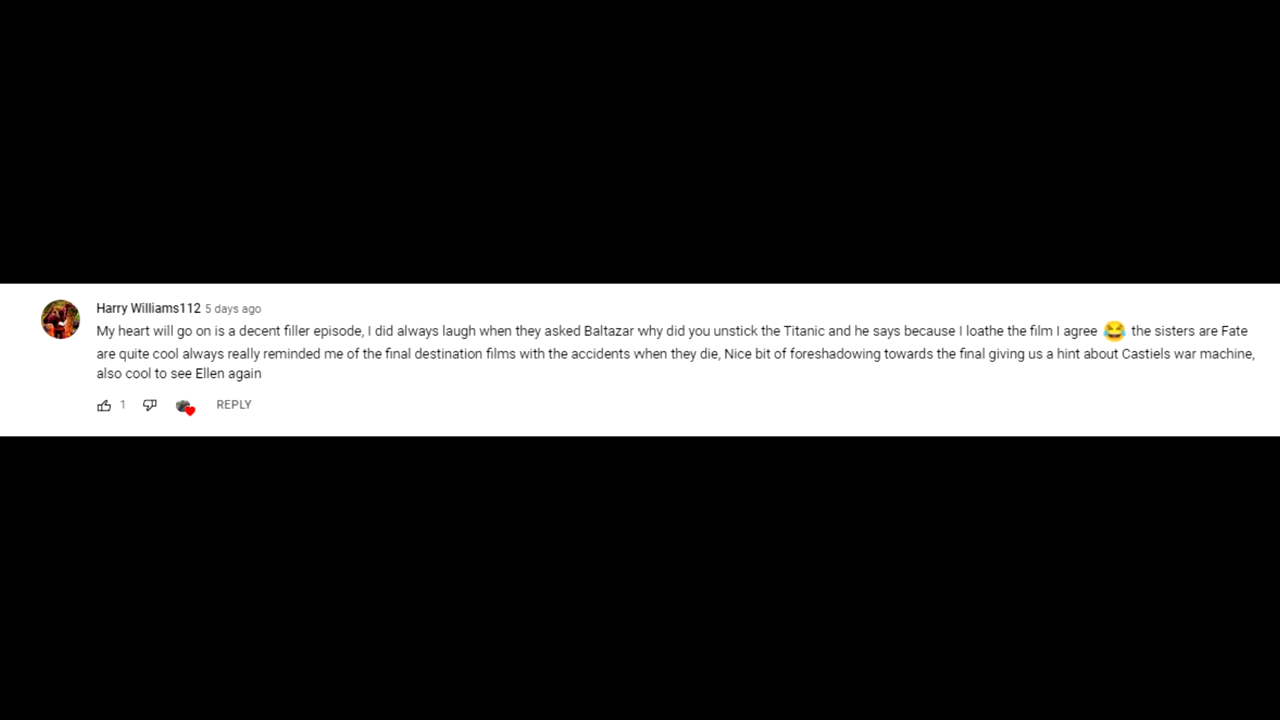 Harry Williams112 5 days ago
My heart will go on is a decent filler episode, I did always laugh when they asked Baltazar why did you unstick the Titanic and he says because I loathe the film I agree 😂 the sisters are Fate
are quite cool always really reminded me of the final destination films with the accidents when they die, Nice bit of foreshadowing towards the final giving us a hint about Castiels war machine,
also cool to see Ellen again
1 REPLY